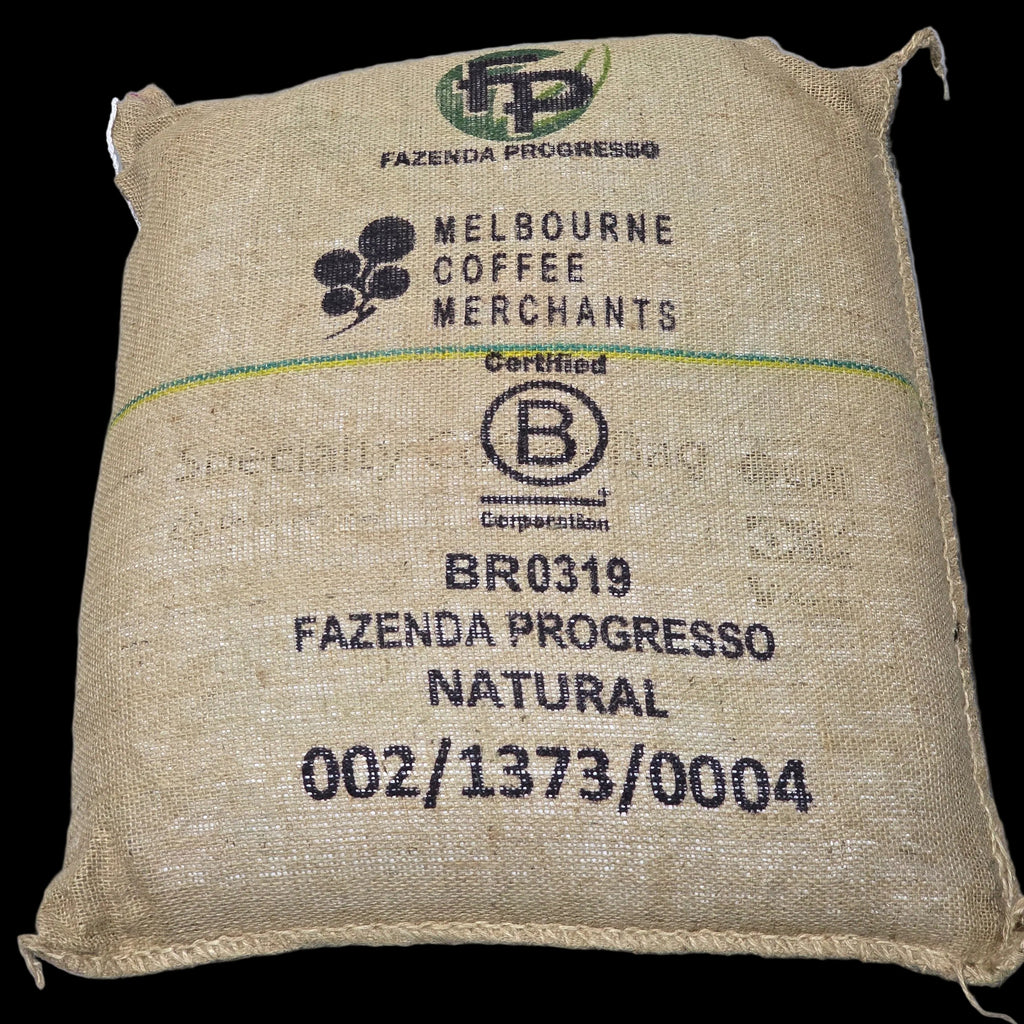 FP
FAZENDA PROGRESSO
MELBOURNE
COFFEE
MERCHANTS
Certified
B
Corporation
BR0319
FAZENDA PROGRESSO
NATURAL
002/1373/0004